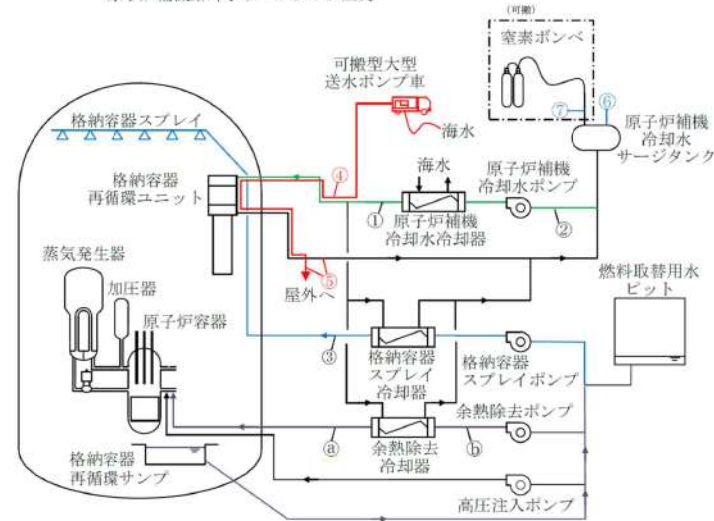 (可搬)
窒素ボンベ
可搬型大型
送水ポンプ車
⑦
⑥
海水
原子炉補機
冷却水
サージタンク
格納容器スプレイ
④
海水
原子炉補機
冷却水ポンプ
格納容器
再循環ユニット
①
原子炉補機
冷却水冷却器
②
⑤
屋外へ
蒸気発生器
加圧器
原子炉容器
燃料取替用水
ピット
③
格納容器
スプレイ
冷却器
格納容器
スプレイポンプ
余熱除去ポンプ
ⓐ
余熱除去
冷却器
ⓑ
格納容器
再循環サンプ
高圧注入ポンプ